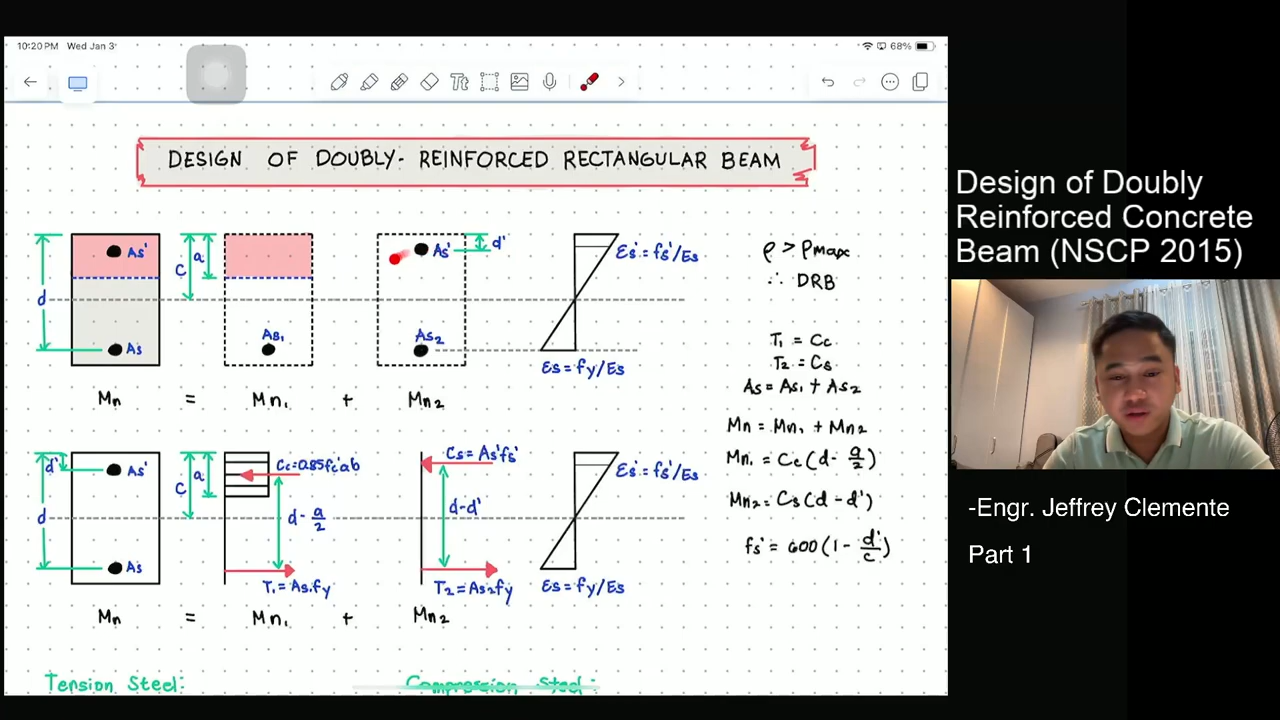 10:20 PM Wed Jan 3
68%
DESIGN OF DOUBLY- REINFORCED RECTANGULAR BEAM
Design of Doubly
Reinforced Concrete
Beam (NSCP 2015)
As' c a As' d' εs' = fs'/Es
d
As As1 As2 εs = fy/Es
Mn = Mn1 + Mn2
ρ > ρmax
∴ DRB
T1 = Cc
T2 = Cs
As = As1 + As2
Mn = Mn1 + Mn2
Mn1 = Cc (d - a/2)
Mn2 = Cs (d - d')
fs' = 600 (1 - d'/c)
d' As' c a Cc=0.85fc'ab Cs = As'fs' εs' = fs'/Es
d d - a/2 d-d'
As T1 = As1fy T2 = As2fy εs = fy/Es
Mn = Mn1 + Mn2
Tension Steel: Compression Steel:
-Engr. Jeffrey Clemente
Part 1